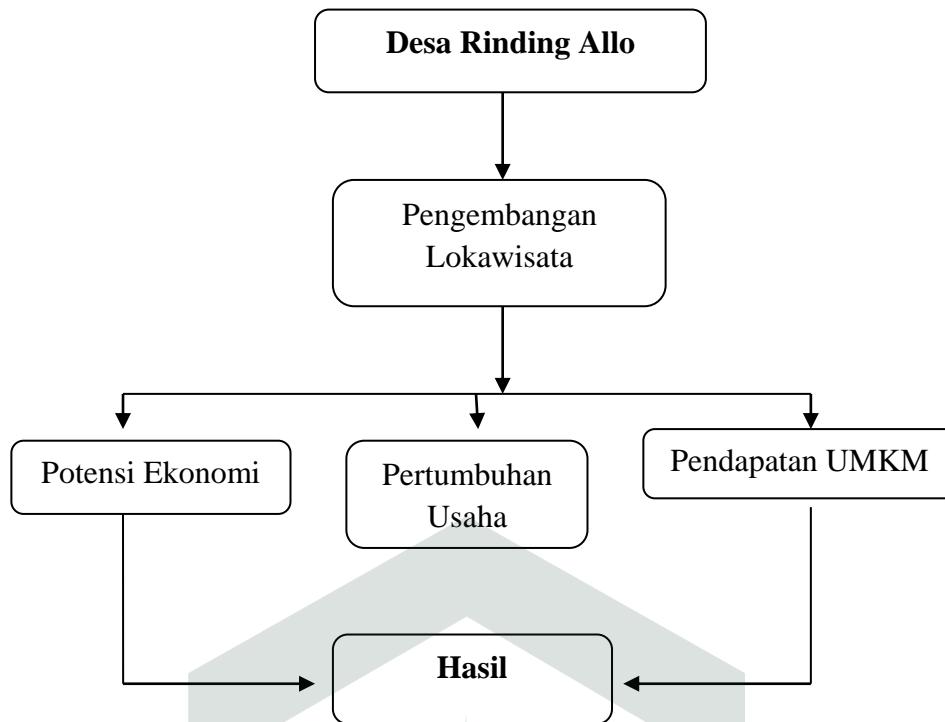 Desa Rinding Allo
Pengembangan
Lokawisata
Potensi Ekonomi
Pertumbuhan
Usaha
Pendapatan UMKM
Hasil